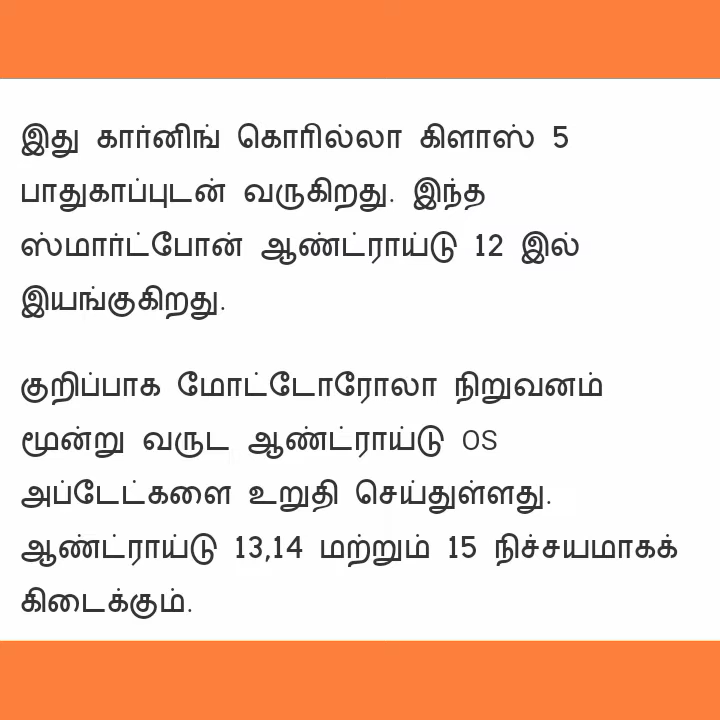 இது கார்னிங் கொரில்லா கிளாஸ் 5
பாதுகாப்புடன் வருகிறது. இந்த
ஸ்மார்ட்போன் ஆண்ட்ராய்டு 12 இல்
இயங்குகிறது.
குறிப்பாக மோட்டோரோலா நிறுவனம்
மூன்று வருட ஆண்ட்ராய்டு OS
அப்டேட்களை உறுதி செய்துள்ளது.
ஆண்ட்ராய்டு 13,14 மற்றும் 15 நிச்சயமாகக்
கிடைக்கும்.